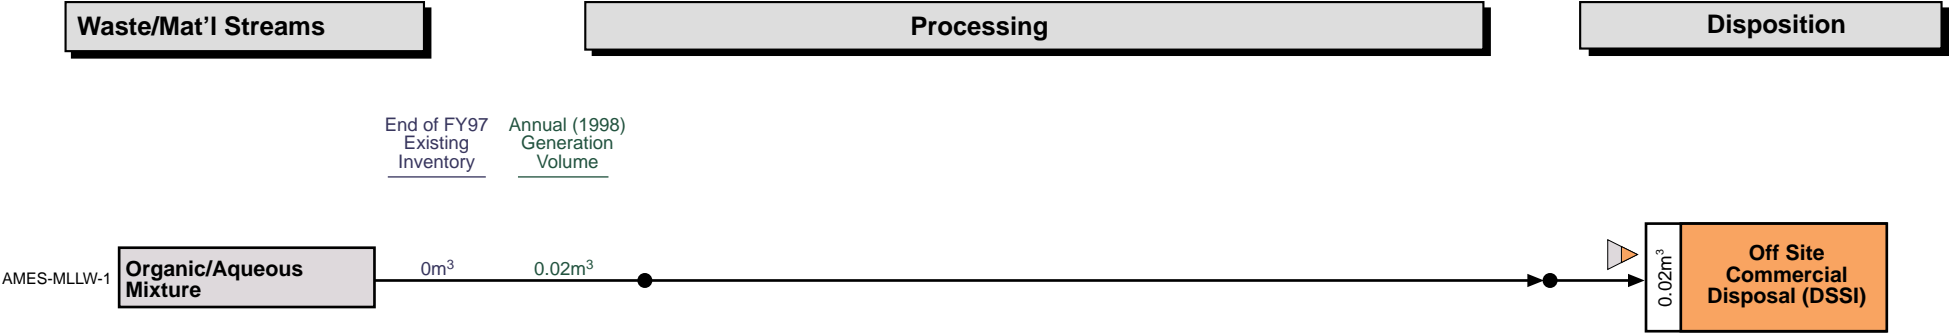 Waste/Mat'l Streams
Processing
Disposition
End of FY97
Existing
Inventory
Annual (1998)
Generation
Volume
AMES-MLLW-1
Organic/Aqueous
Mixture
0m³
0.02m³
0.02m³
Off Site
Commercial
Disposal (DSSI)